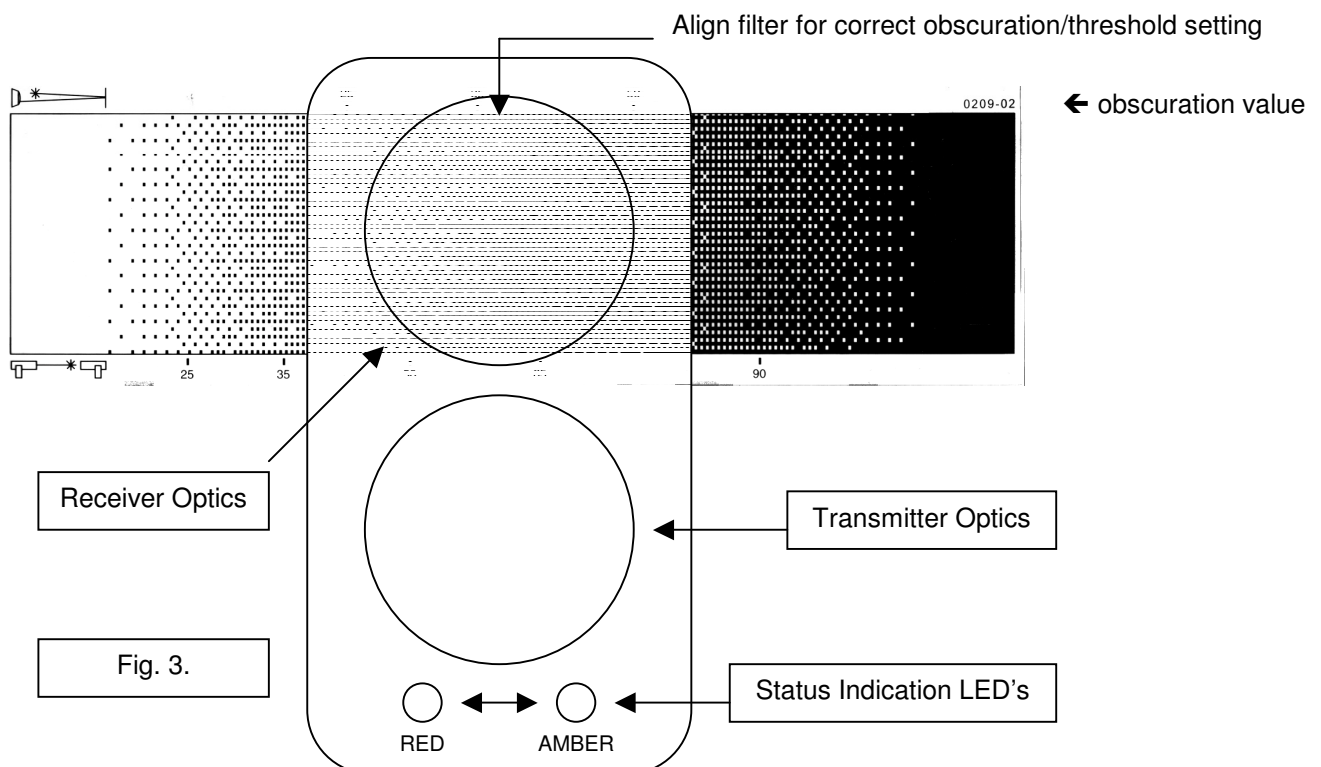 Align filter for correct obscuration/threshold setting
0209-02
← obscuration value
25
35
90
Receiver Optics
Transmitter Optics
Fig. 3.
Status Indication LED's
RED
AMBER